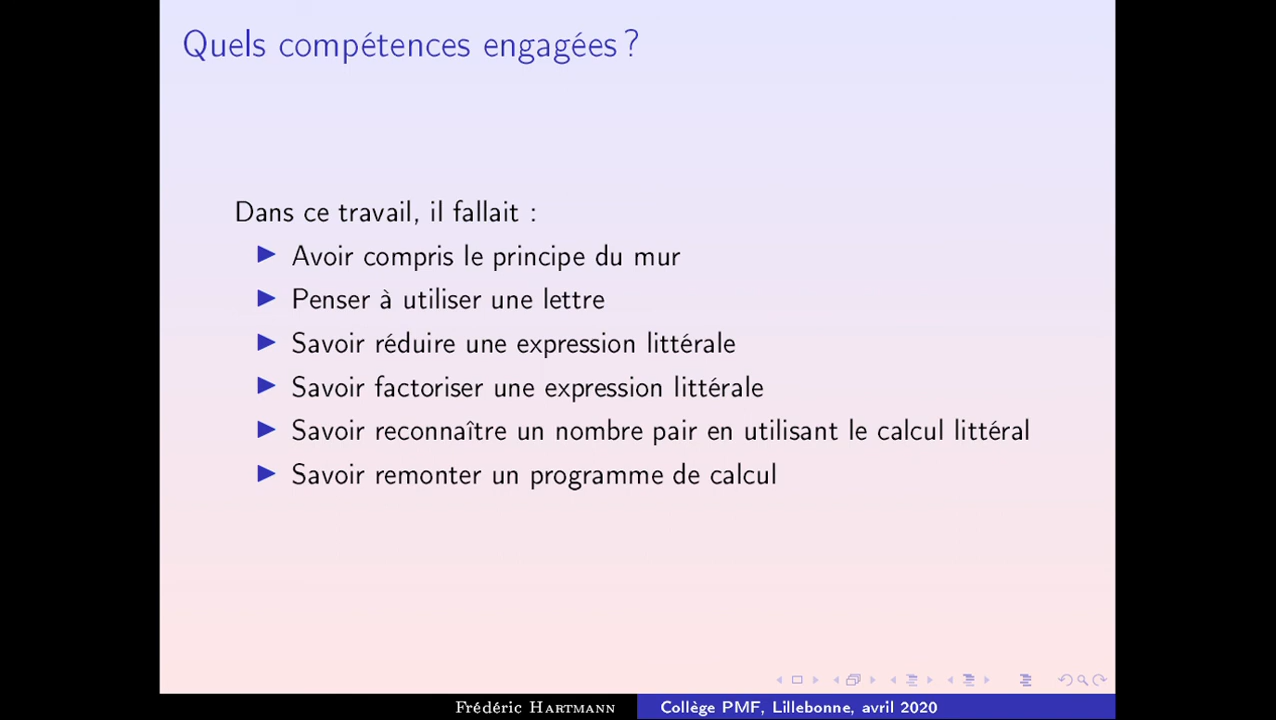 Quels compétences engagées ?
Dans ce travail, il fallait :
Avoir compris le principe du mur
Penser à utiliser une lettre
Savoir réduire une expression littérale
Savoir factoriser une expression littérale
Savoir reconnaître un nombre pair en utilisant le calcul littéral
Savoir remonter un programme de calcul
Frédéric Hartmann
Collège PMF, Lillebonne, avril 2020